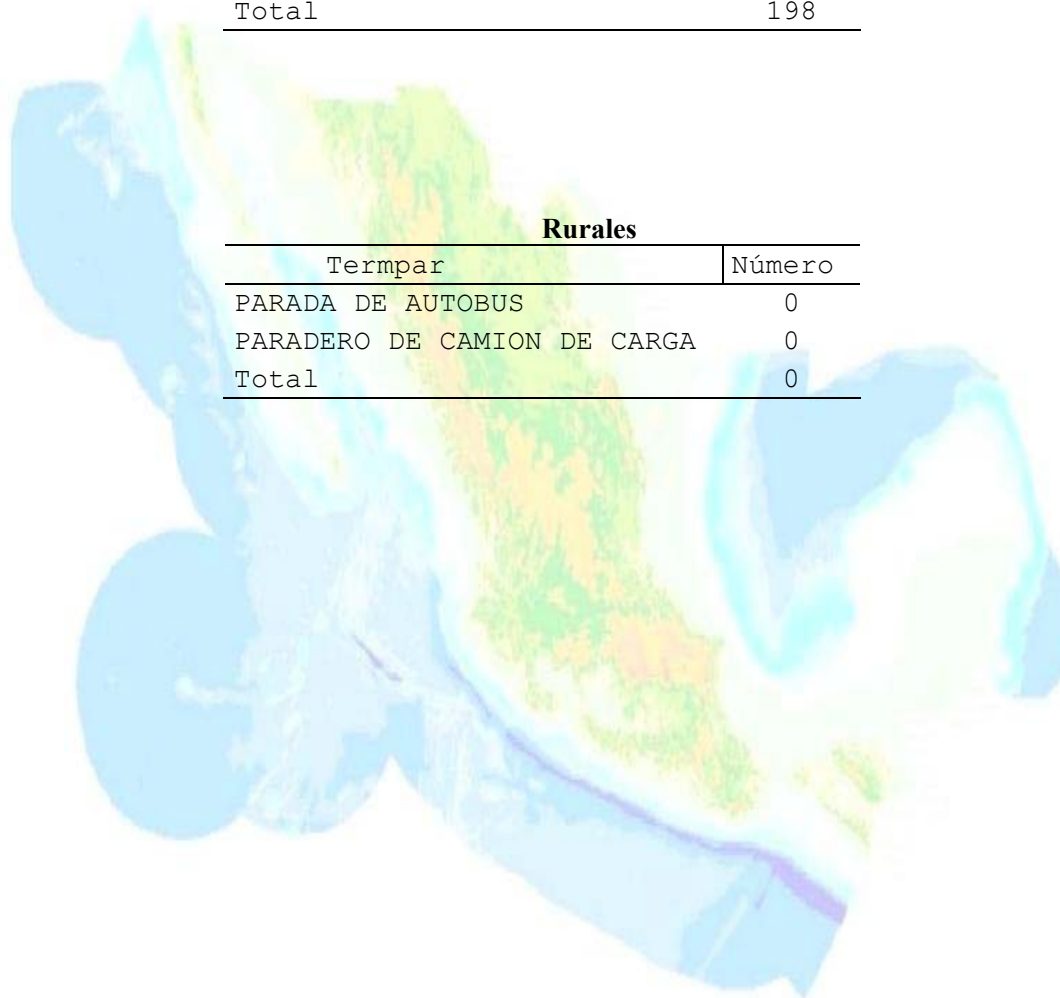 Total 198
Rurales
Termpar Número
PARADA DE AUTOBUS 0
PARADERO DE CAMION DE CARGA 0
Total 0